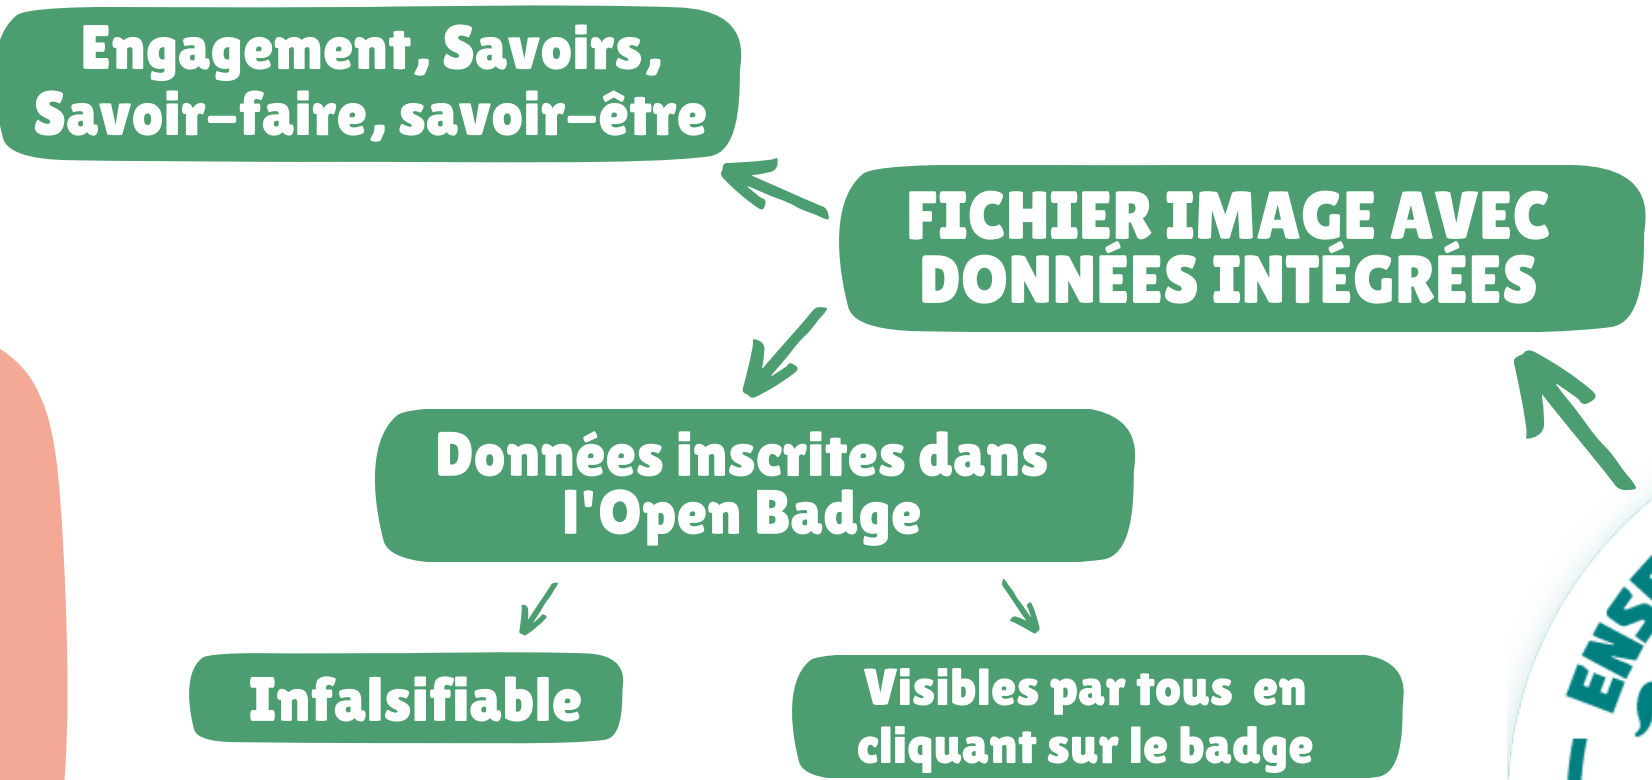 Engagement, Savoirs,
Savoir-faire, savoir-être
FICHIER IMAGE AVEC
DONNÉES INTÉGRÉES
Données inscrites dans
l'Open Badge
Infalsifiable
Visibles par tous en
cliquant sur le badge